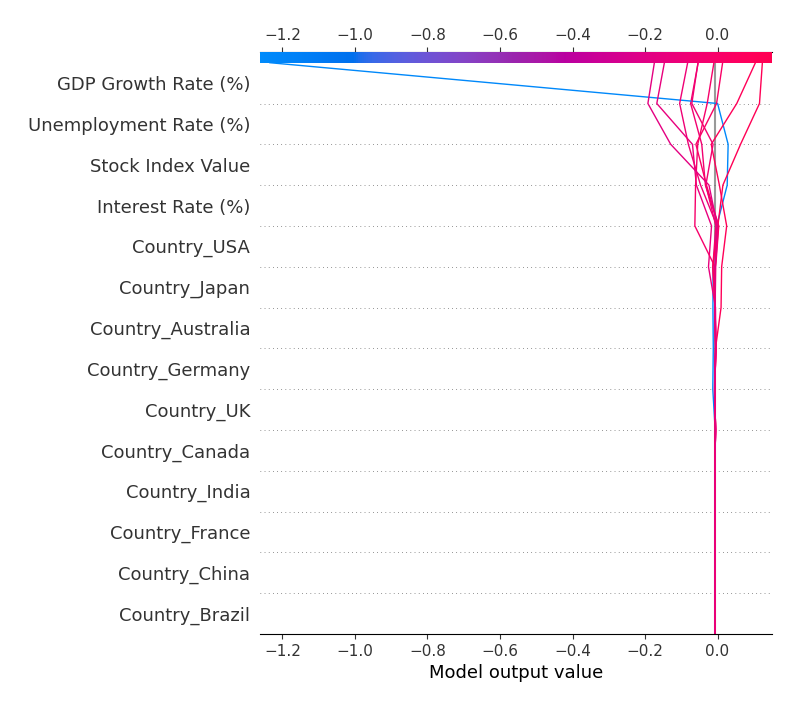 −1.2 −1.0 −0.8 −0.6 −0.4 −0.2 0.0
GDP Growth Rate (%)
Unemployment Rate (%)
Stock Index Value
Interest Rate (%)
Country_USA
Country_Japan
Country_Australia
Country_Germany
Country_UK
Country_Canada
Country_India
Country_France
Country_China
Country_Brazil
−1.2 −1.0 −0.8 −0.6 −0.4 −0.2 0.0
Model output value